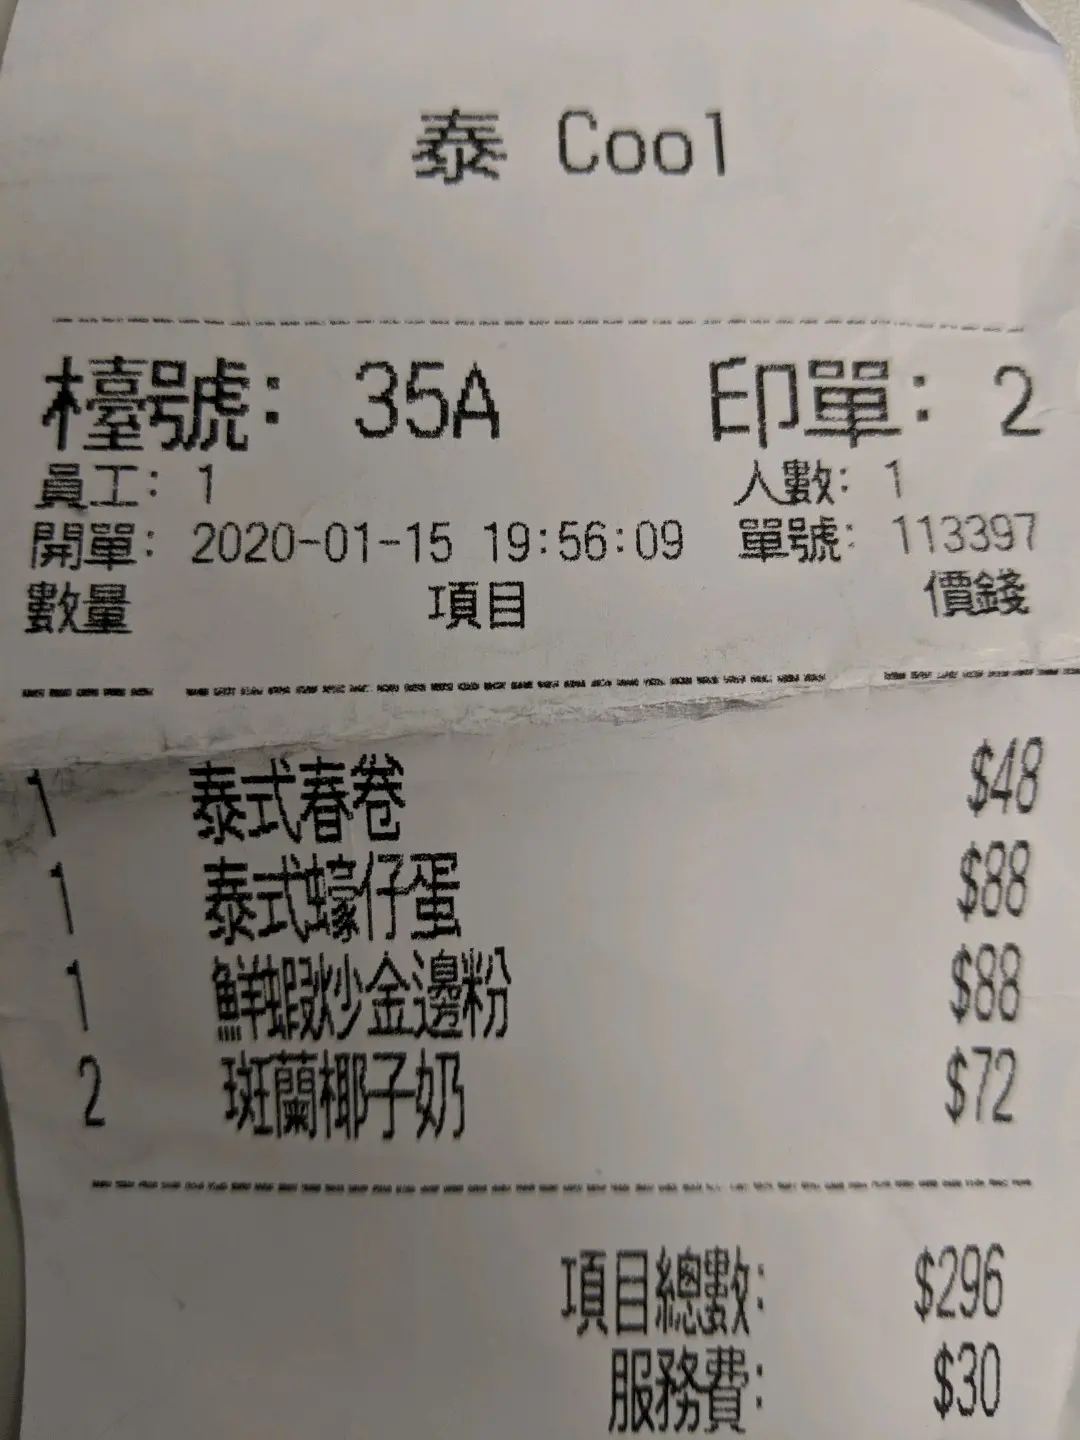 泰 Cool
檯號: 35A 印單: 2
員工: 1 人數: 1
開單: 2020-01-15 19:56:09 單號: 113397
數量 項目 價錢
1 泰式春卷 $48
1 泰式蠔仔蛋 $88
1 鮮蝦炒金邊粉 $88
2 斑蘭椰子奶 $72
項目總數: $296
服務費: $30